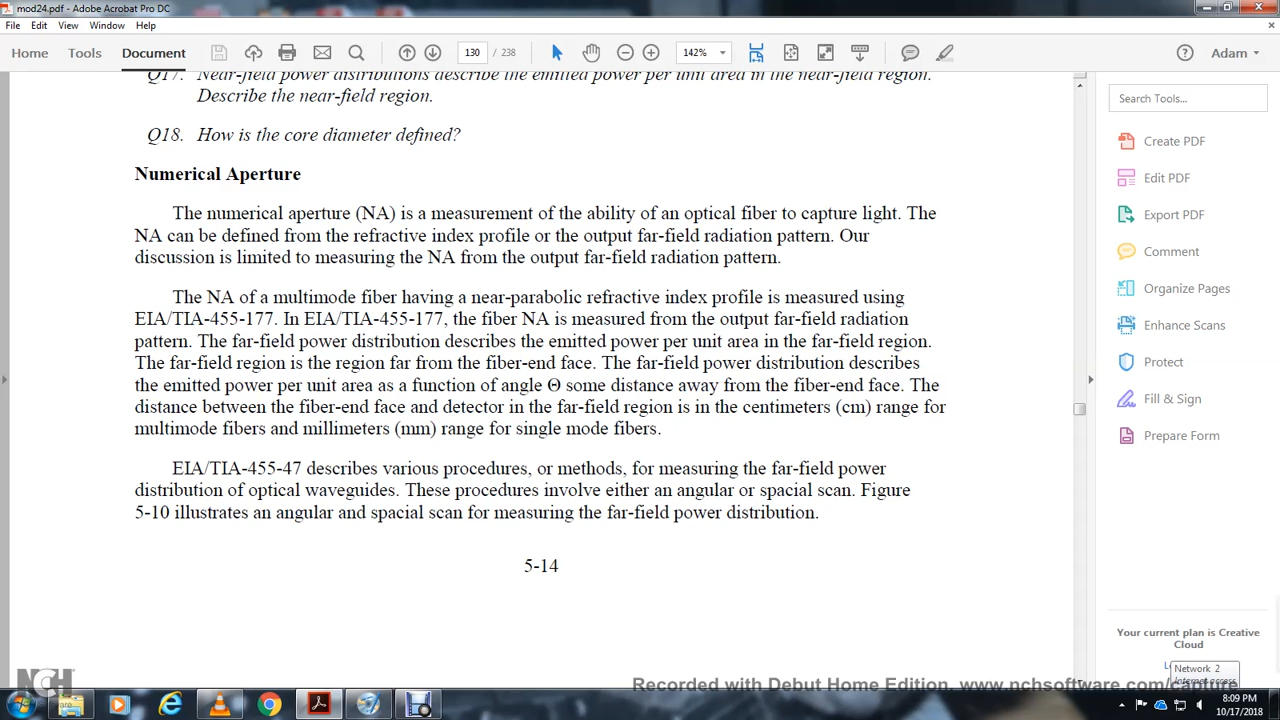 mod24.pdf - Adobe Acrobat Pro DC
File Edit View Window Help
Home Tools Document 130 / 238 142% Adam
Q17. Near-field power distributions describe the emitted power per unit area in the near-field region.
Describe the near-field region.
Q18. How is the core diameter defined?
Numerical Aperture
The numerical aperture (NA) is a measurement of the ability of an optical fiber to capture light. The
NA can be defined from the refractive index profile or the output far-field radiation pattern. Our
discussion is limited to measuring the NA from the output far-field radiation pattern.
The NA of a multimode fiber having a near-parabolic refractive index profile is measured using
EIA/TIA-455-177. In EIA/TIA-455-177, the fiber NA is measured from the output far-field radiation
pattern. The far-field power distribution describes the emitted power per unit area in the far-field region.
The far-field region is the region far from the fiber-end face. The far-field power distribution describes
the emitted power per unit area as a function of angle Θ some distance away from the fiber-end face. The
distance between the fiber-end face and detector in the far-field region is in the centimeters (cm) range for
multimode fibers and millimeters (mm) range for single mode fibers.
EIA/TIA-455-47 describes various procedures, or methods, for measuring the far-field power
distribution of optical waveguides. These procedures involve either an angular or spacial scan. Figure
5-10 illustrates an angular and spacial scan for measuring the far-field power distribution.
5-14
Search Tools...
Create PDF
Edit PDF
Export PDF
Comment
Organize Pages
Enhance Scans
Protect
Fill & Sign
Prepare Form
Your current plan is Creative
Cloud
Network 2
Internet access
NCH
Recorded with Debut Home Edition. www.nchsoftware.com/capture
8:09 PM
10/17/2018